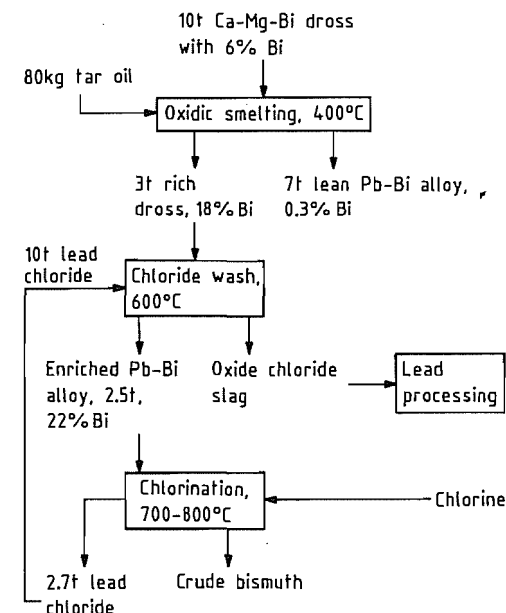 10t Ca-Mg-Bi dross
with 6% Bi
80kg tar oil
Oxidic smelting, 400°C
3t rich
dross, 18% Bi
7t lean Pb-Bi alloy,
0.3% Bi
10t lead
chloride
Chloride wash,
600°C
Enriched Pb-Bi
alloy, 2.5t,
22% Bi
Oxide chloride
slag
Lead
processing
Chlorination,
700-800°C
Chlorine
2.7t lead
chloride
Crude bismuth